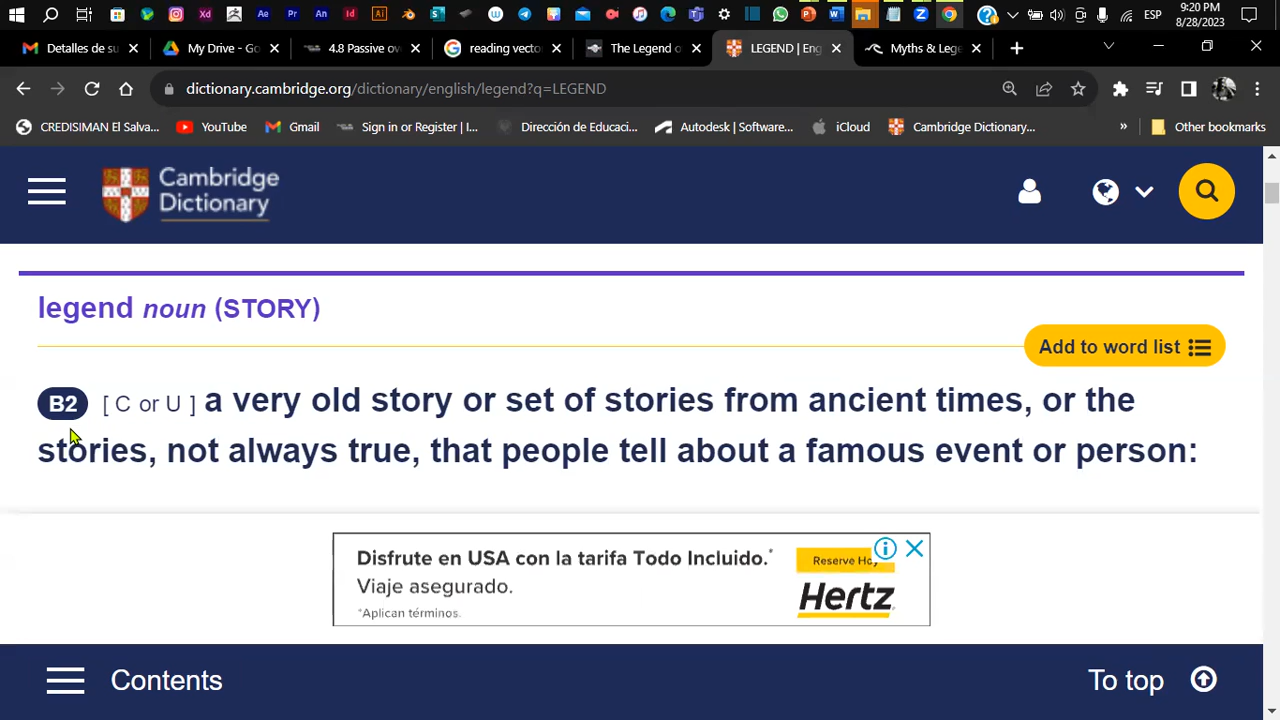 9:20 PM
ESP
8/28/2023
Detalles de su
My Drive - Go
4.8 Passive ov
reading vecto
The Legend o
LEGEND | Eng
Myths & Lege
dictionary.cambridge.org/dictionary/english/legend?q=LEGEND
CREDISIMAN El Salva...
YouTube
Gmail
Sign in or Register | I...
Dirección de Educaci...
Autodesk | Software...
iCloud
Cambridge Dictionary...
»
Other bookmarks
Cambridge
Dictionary
legend noun (STORY)
Add to word list
B2 [ C or U ] a very old story or set of stories from ancient times, or the
stories, not always true, that people tell about a famous event or person:
Disfrute en USA con la tarifa Todo Incluido.*
Viaje asegurado.
*Aplican términos.
Reserve Hoy
Hertz
Contents
To top